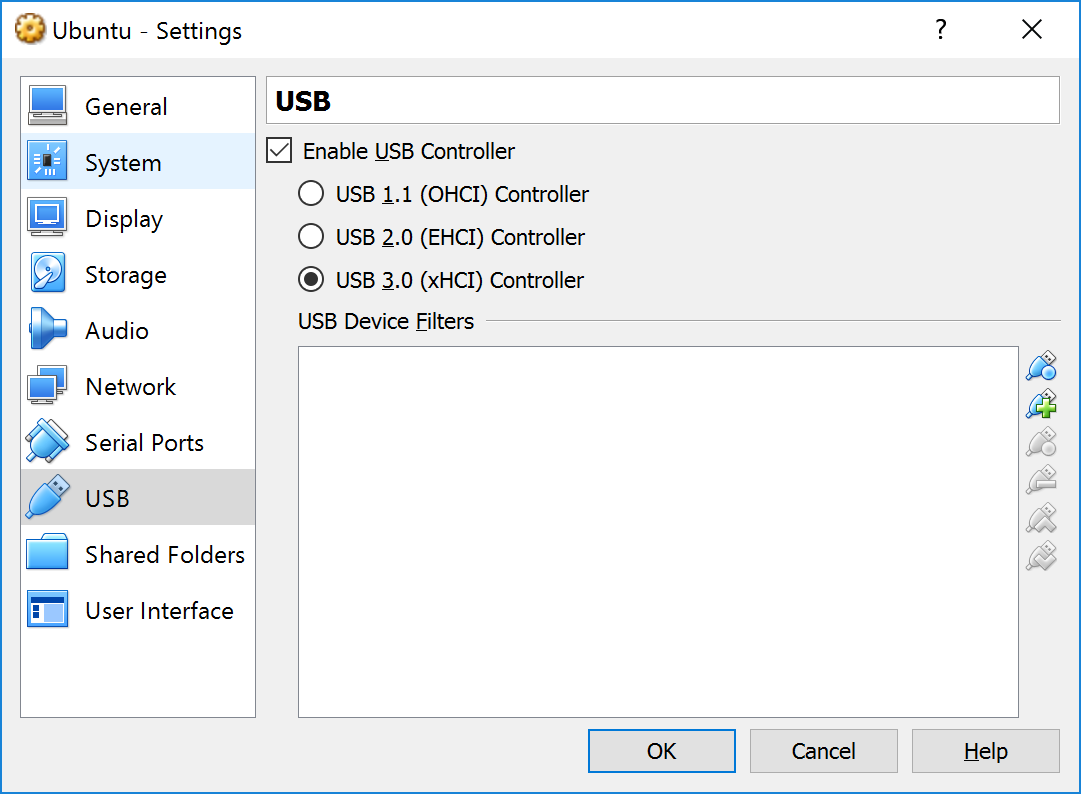 Ubuntu - Settings
?
General
System
Display
Storage
Audio
Network
Serial Ports
USB
Shared Folders
User Interface
USB
Enable USB Controller
USB 1.1 (OHCI) Controller
USB 2.0 (EHCI) Controller
USB 3.0 (xHCI) Controller
USB Device Filters
OK
Cancel
Help